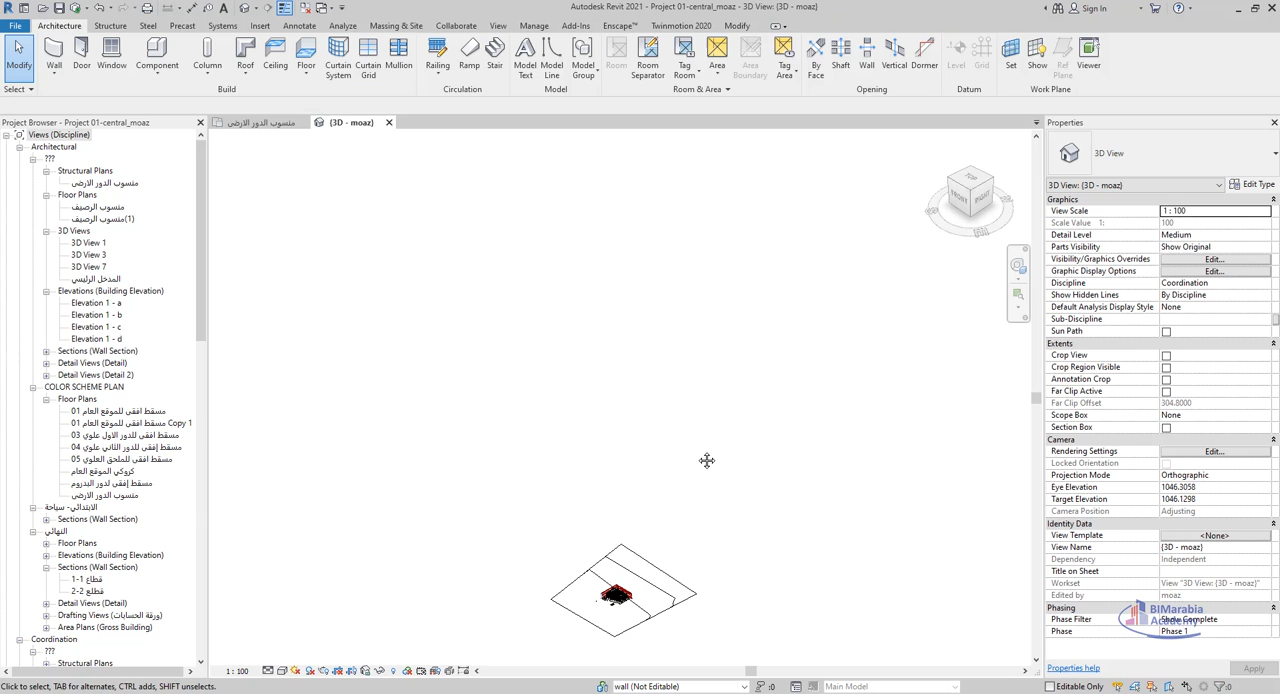 Autodesk Revit 2021 - Project 01-central_moaz - 3D View: {3D - moaz}
Sign In
File Architecture Structure Steel Precast Systems Insert Annotate Analyze Massing & Site Collaborate View Manage Add-Ins Enscape™ Twinmotion 2020 Modify
Modify Wall Door Window Component Column Roof Ceiling Floor Curtain System Curtain Grid Mullion Railing Ramp Stair Model Text Model Line Model Group Room Room Separator Tag Room Area Area Boundary Tag Area By Face Shaft Wall Vertical Dormer Level Grid Set Show Ref Plane Viewer
Select Build Circulation Model Room & Area Opening Datum Work Plane
Project Browser - Project 01-central_moaz
منسوب الدور الارضى
{3D - moaz}
Properties
Views (Discipline)
Architectural
???
Structural Plans
منسوب الدور الارضى
Floor Plans
منسوب الرصيف
منسوب الرصيف(1)
3D Views
3D View 1
3D View 3
3D View 7
المدخل الرئيسي
Elevations (Building Elevation)
Elevation 1 - a
Elevation 1 - b
Elevation 1 - c
Elevation 1 - d
Sections (Wall Section)
Detail Views (Detail)
Detail Views (Detail 2)
COLOR SCHEME PLAN
Floor Plans
مسقط افقى للموقع العام 01
مسقط افقى للموقع العام 01 Copy 1
مسقط افقى للدور الاول علوي 03
مسقط إفقى للدور الثاني علوي 04
مسقط افقى للملحق العلوي 05
كروكي الموقع العام
مسقط إفقى لدور البدروم
منسوب الدور الارضى
الابتدائي- سباحة
Sections (Wall Section)
النهائي
Floor Plans
Elevations (Building Elevation)
Sections (Wall Section)
قطاع 1-1
قطاع 2-2
Detail Views (Detail)
Drafting Views (ورقة الحسابات)
Area Plans (Gross Building)
Coordination
???
Structural Plans
TOP
FRONT
RIGHT
3D View
3D View: {3D - moaz} Edit Type
Graphics
View Scale 1 : 100
Scale Value 1: 100
Detail Level Medium
Parts Visibility Show Original
Visibility/Graphics Overrides Edit...
Graphic Display Options Edit...
Discipline Coordination
Show Hidden Lines By Discipline
Default Analysis Display Style None
Sub-Discipline
Sun Path
Extents
Crop View
Crop Region Visible
Annotation Crop
Far Clip Active
Far Clip Offset 304.8000
Scope Box None
Section Box
Camera
Rendering Settings Edit...
Locked Orientation
Projection Mode Orthographic
Eye Elevation 1046.3058
Target Elevation 1046.1298
Camera Position Adjusting
Identity Data
View Template <None>
View Name {3D - moaz}
Dependency Independent
Title on Sheet
Workset View "3D View: {3D - moaz}"
Edited by moaz
Phasing
Phase Filter Show Complete
Phase Phase 1
BIMarabia
Academy
Properties help Apply
1 : 100
Click to select, TAB for alternates, CTRL adds, SHIFT unselects.
wall (Not Editable)
:0
Main Model
Editable Only
:0